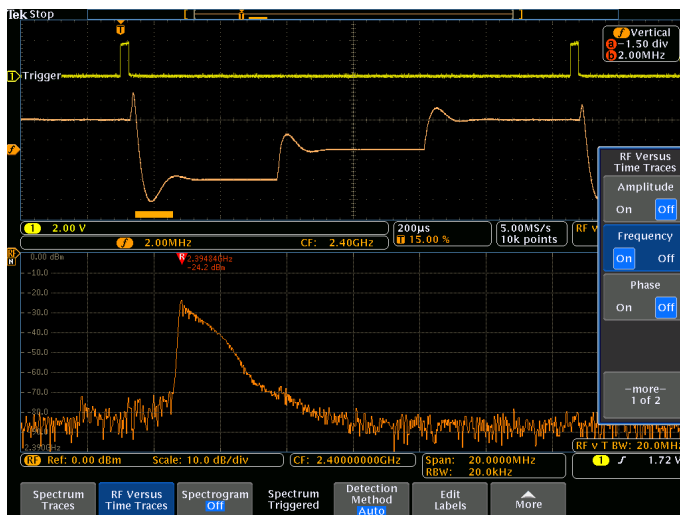 Tek Stop
T
T
Vertical
a -1.50 div
b 2.00MHz
1 Trigger
f
RF Versus
Time Traces
Amplitude
On Off
Frequency
On Off
Phase
On Off
-more-
1 of 2
1 2.00 V
200µs
T 15.00 %
5.00MS/s
10k points
RF v
f 2.00MHz CF: 2.40GHz
RF
N
0.00 dBm
R
2.39484GHz
-24.2 dBm
-10.0
-20.0
-30.0
-40.0
-50.0
-60.0
-70.0
-80.0
2.390GHz
RF v T BW: 20.0MHz
RF Ref: 0.00 dBm Scale: 10.0 dB/div
CF: 2.40000000GHz
Span: 20.0000MHz
RBW: 20.0kHz
1 1.72 V
Spectrum
Traces
RF Versus
Time Traces
Spectrogram
Off
Spectrum
Triggered
Detection
Method
Auto
Edit
Labels
More